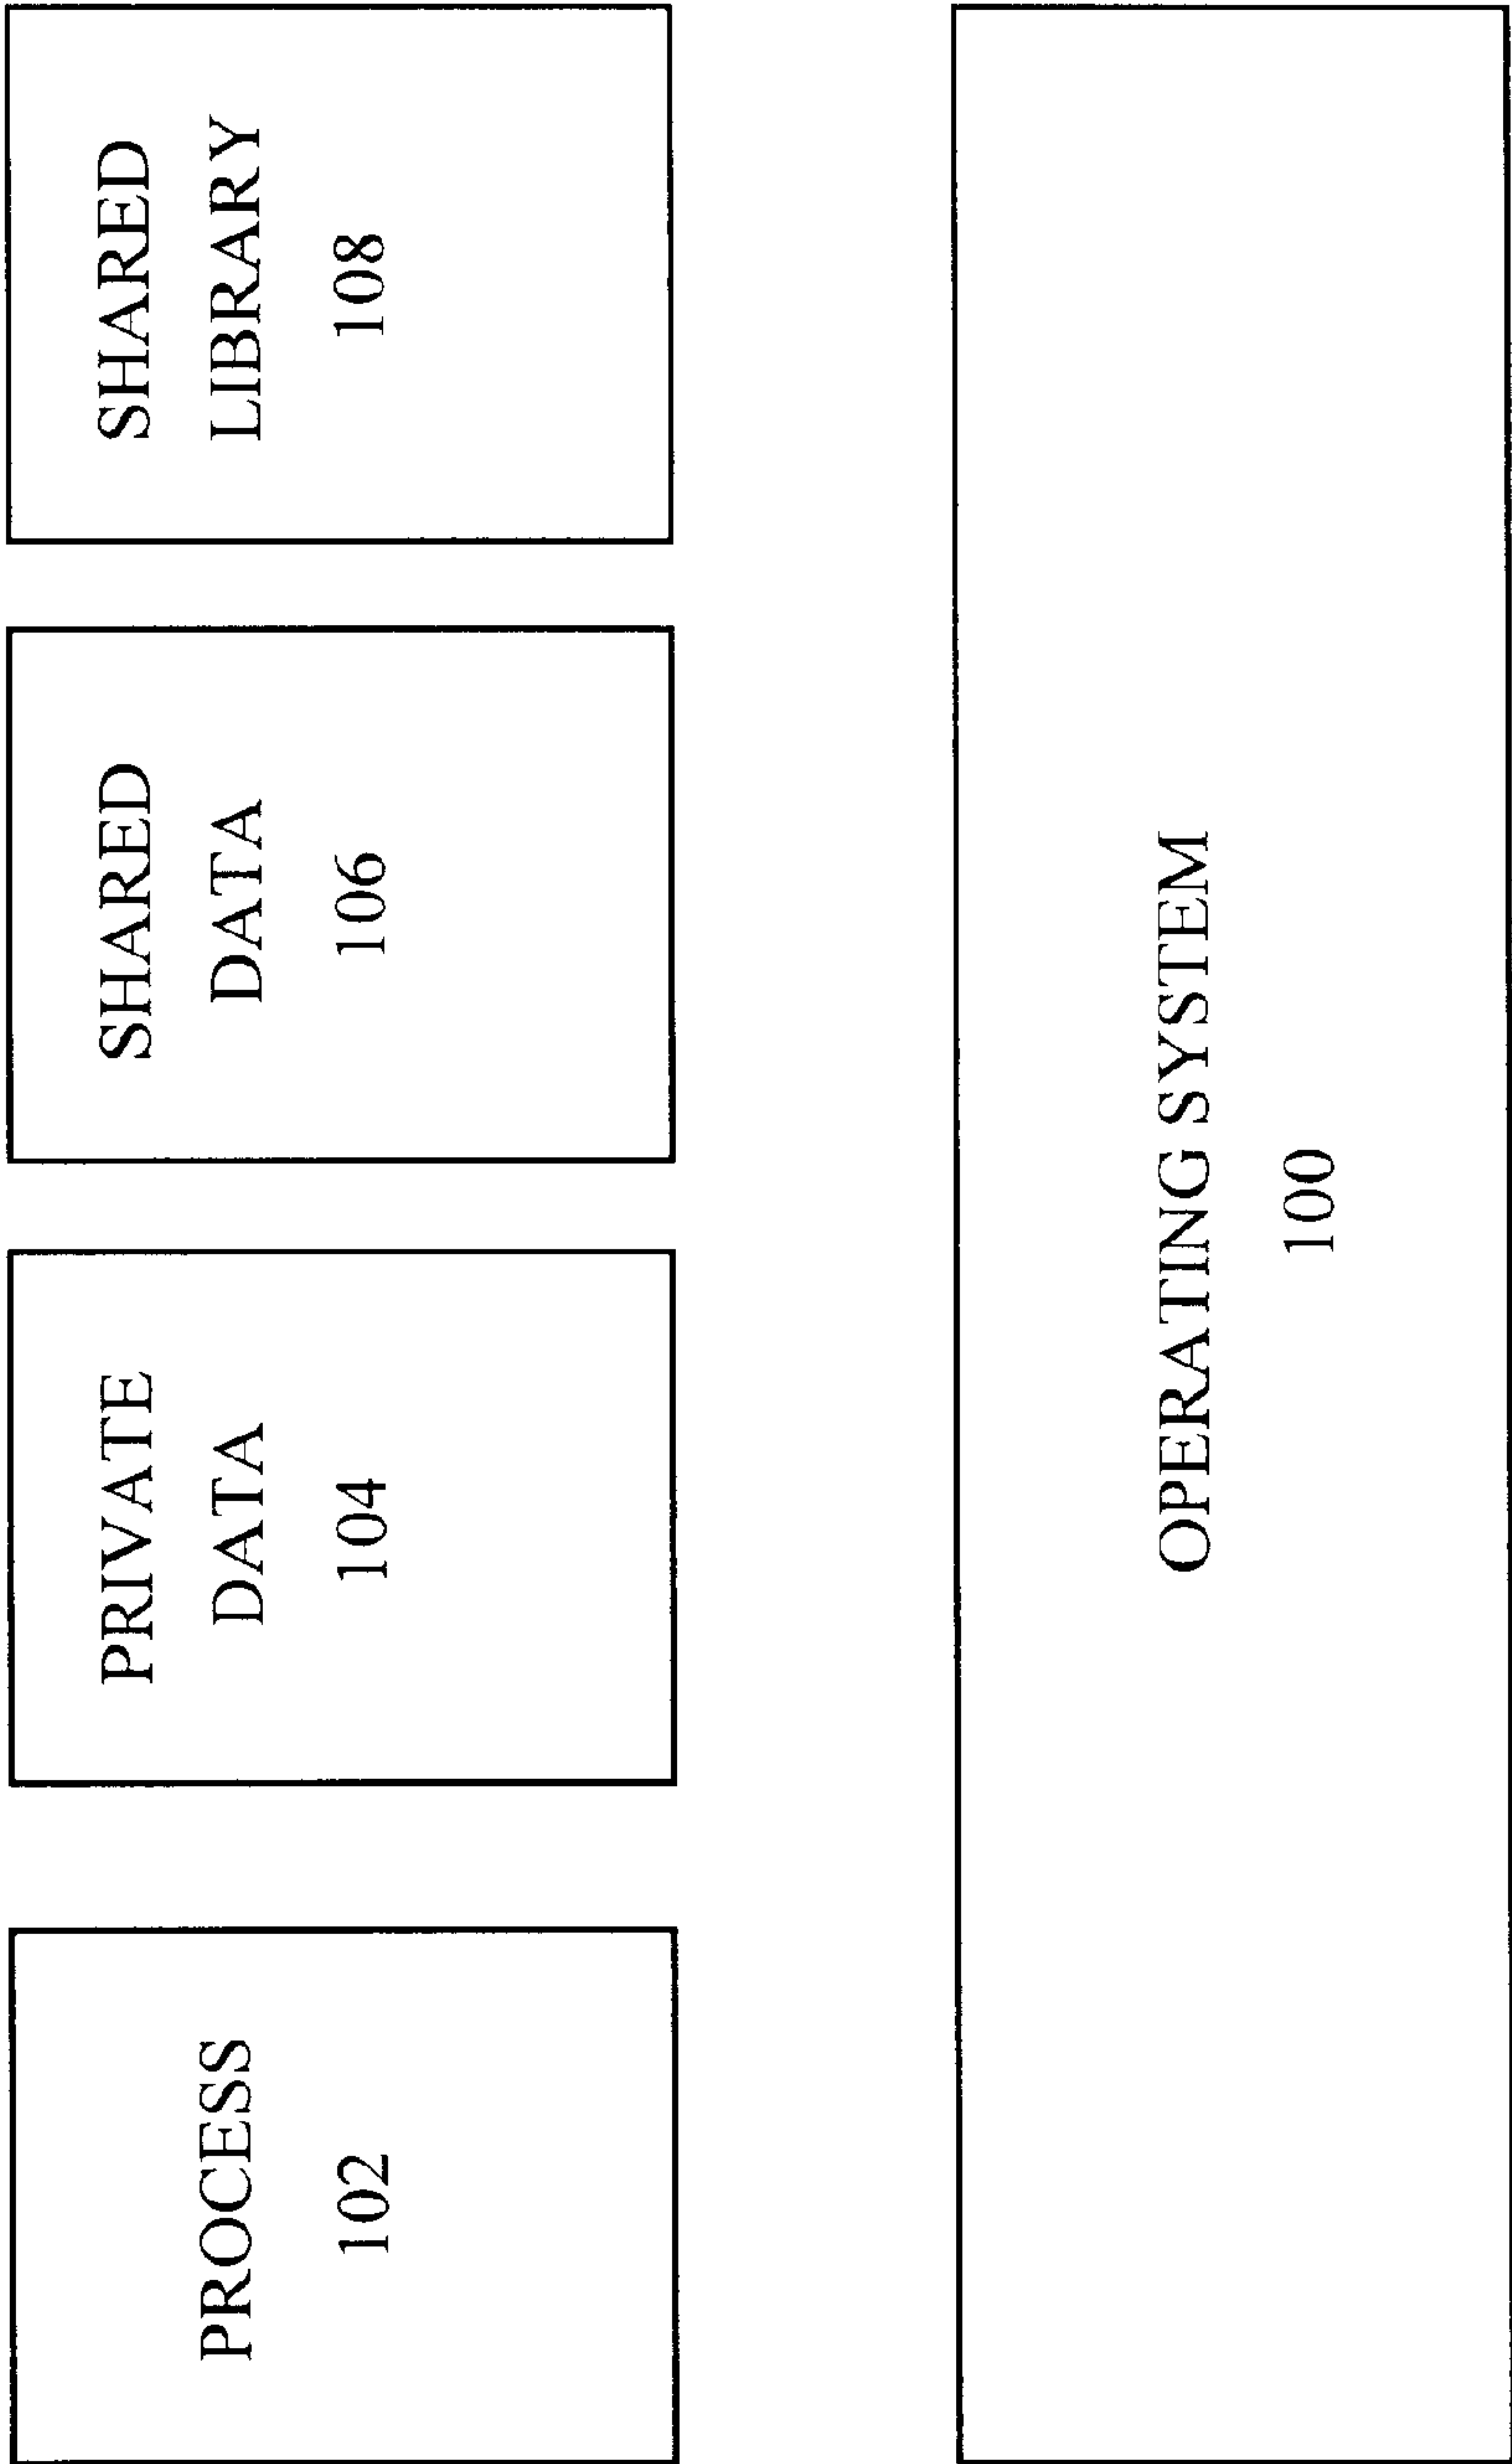 PROCESS
102
PRIVATE
DATA
104
SHARED
DATA
106
SHARED
LIBRARY
108
OPERATING SYSTEM
100